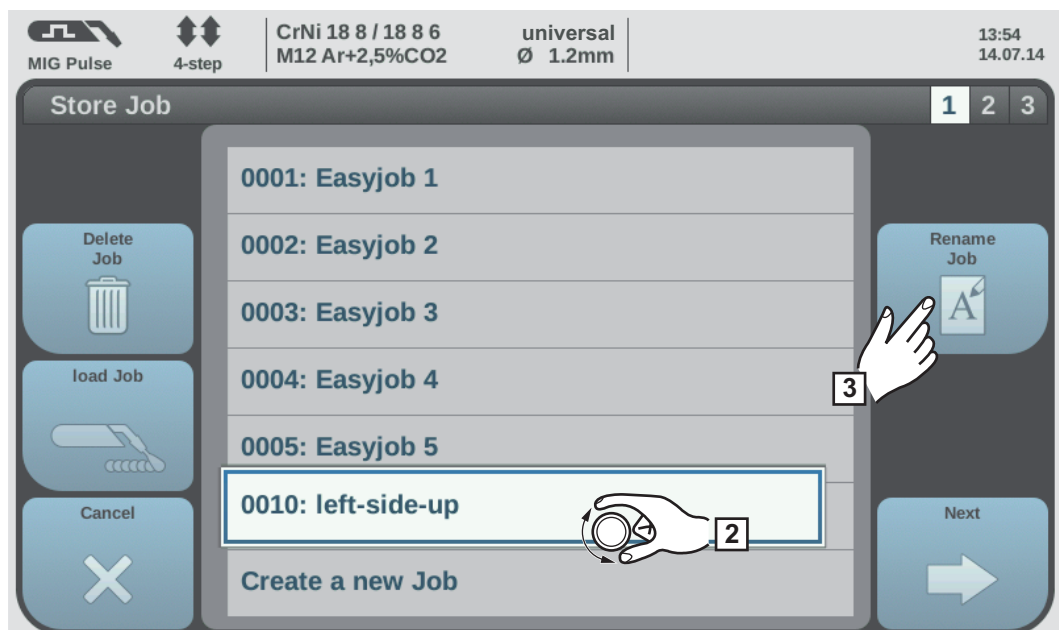 MIG Pulse
4-step
CrNi 18 8 / 18 8 6
M12 Ar+2,5%CO2
universal
Ø 1.2mm
13:54
14.07.14
Store Job
1 2 3
0001: Easyjob 1
0002: Easyjob 2
0003: Easyjob 3
0004: Easyjob 4
0005: Easyjob 5
0010: left-side-up
Create a new Job
Delete
Job
load Job
Cancel
Rename
Job
A
3
2
Next